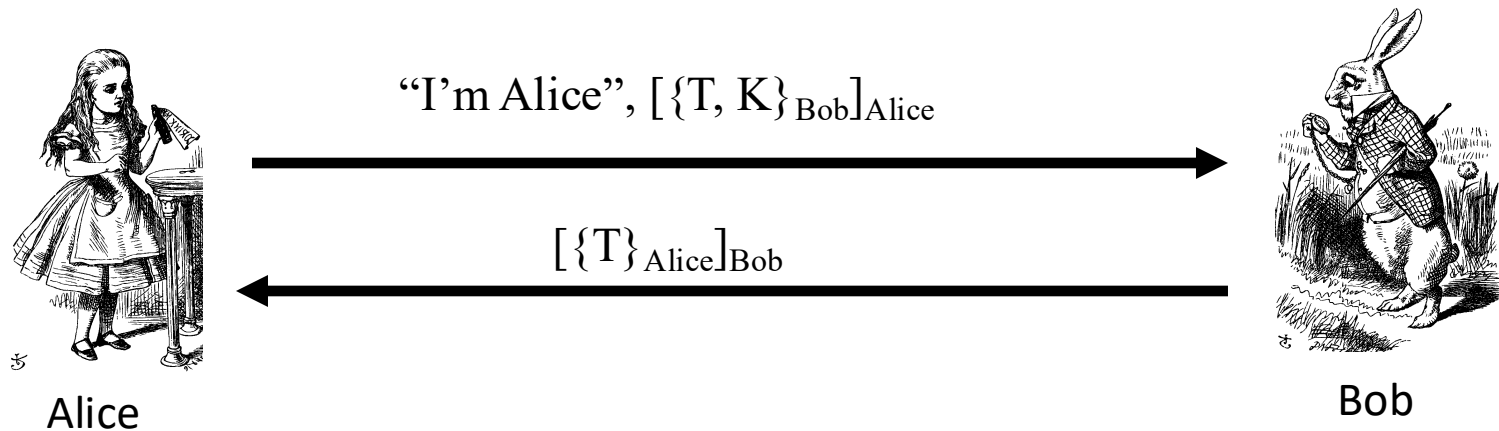 “I’m Alice”, [{T, K}Bob]Alice
[{T}Alice]Bob
Alice
Bob